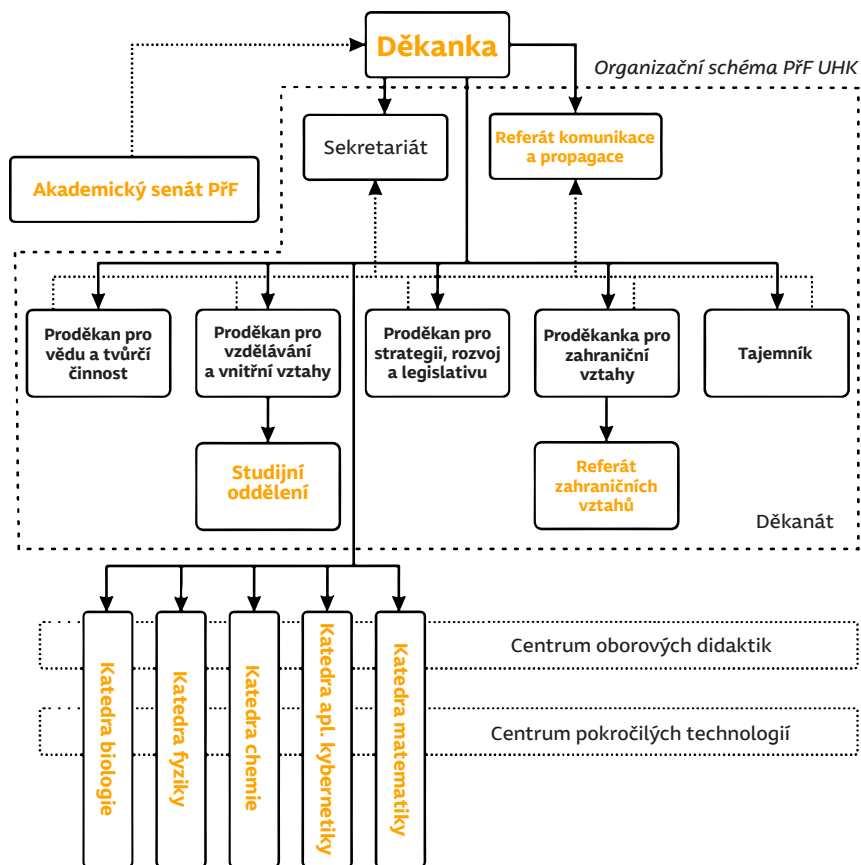 Děkanka
Organizační schéma PřF UHK
Sekretariát
Referát komunikace
a propagace
Akademický senát PřF
Proděkan pro
vědu a tvůrčí
činnost
Proděkan pro
vzdělávání
a vnitřní vztahy
Proděkan pro
strategii, rozvoj
a legislativu
Proděkanka pro
zahraniční
vztahy
Tajemník
Studijní
oddělení
Referát
zahraničních
vztahů
Děkanát
Katedra biologie
Katedra fyziky
Katedra chemie
Katedra apl. kybernetiky
Katedra matematiky
Centrum oborových didaktik
Centrum pokročilých technologií